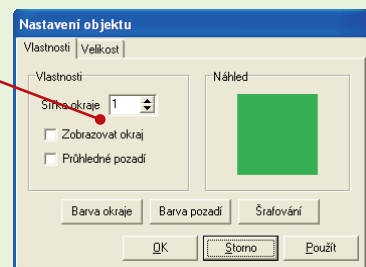 Nastavení objektu
Vlastnosti Velikost
Vlastnosti
Náhled
Šířka okraje 1
Zobrazovat okraj
Průhledné pozadí
Barva okraje Barva pozadí Šrafování
OK Storno Použít